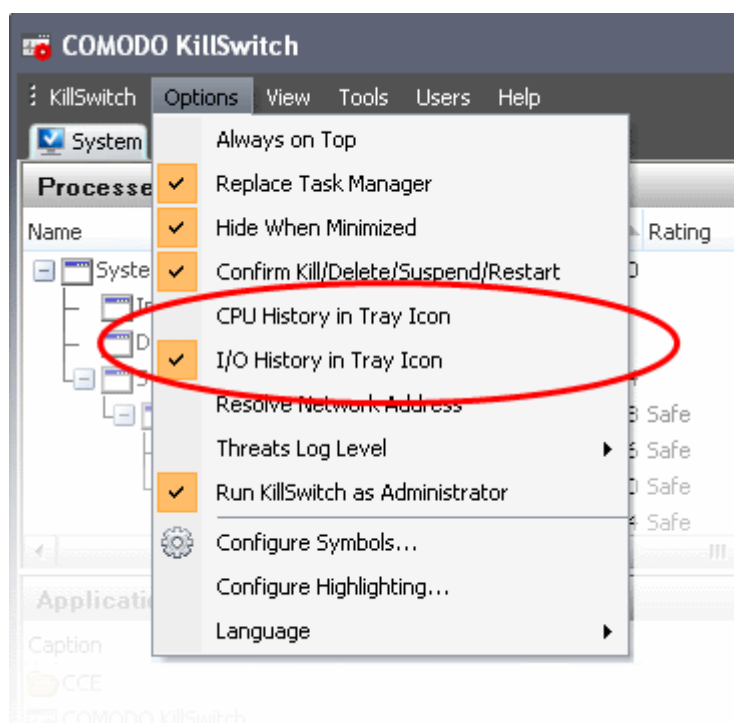 COMODO KillSwitch
KillSwitch Options View Tools Users Help
System
Always on Top
Replace Task Manager
Hide When Minimized
Confirm Kill/Delete/Suspend/Restart
CPU History in Tray Icon
I/O History in Tray Icon
Resolve Network Address
Threats Log Level
Run KillSwitch as Administrator
Configure Symbols...
Configure Highlighting...
Language
Name Rating
Safe
Safe
Safe
Safe
Caption
CCE
COMODO KillSwitch